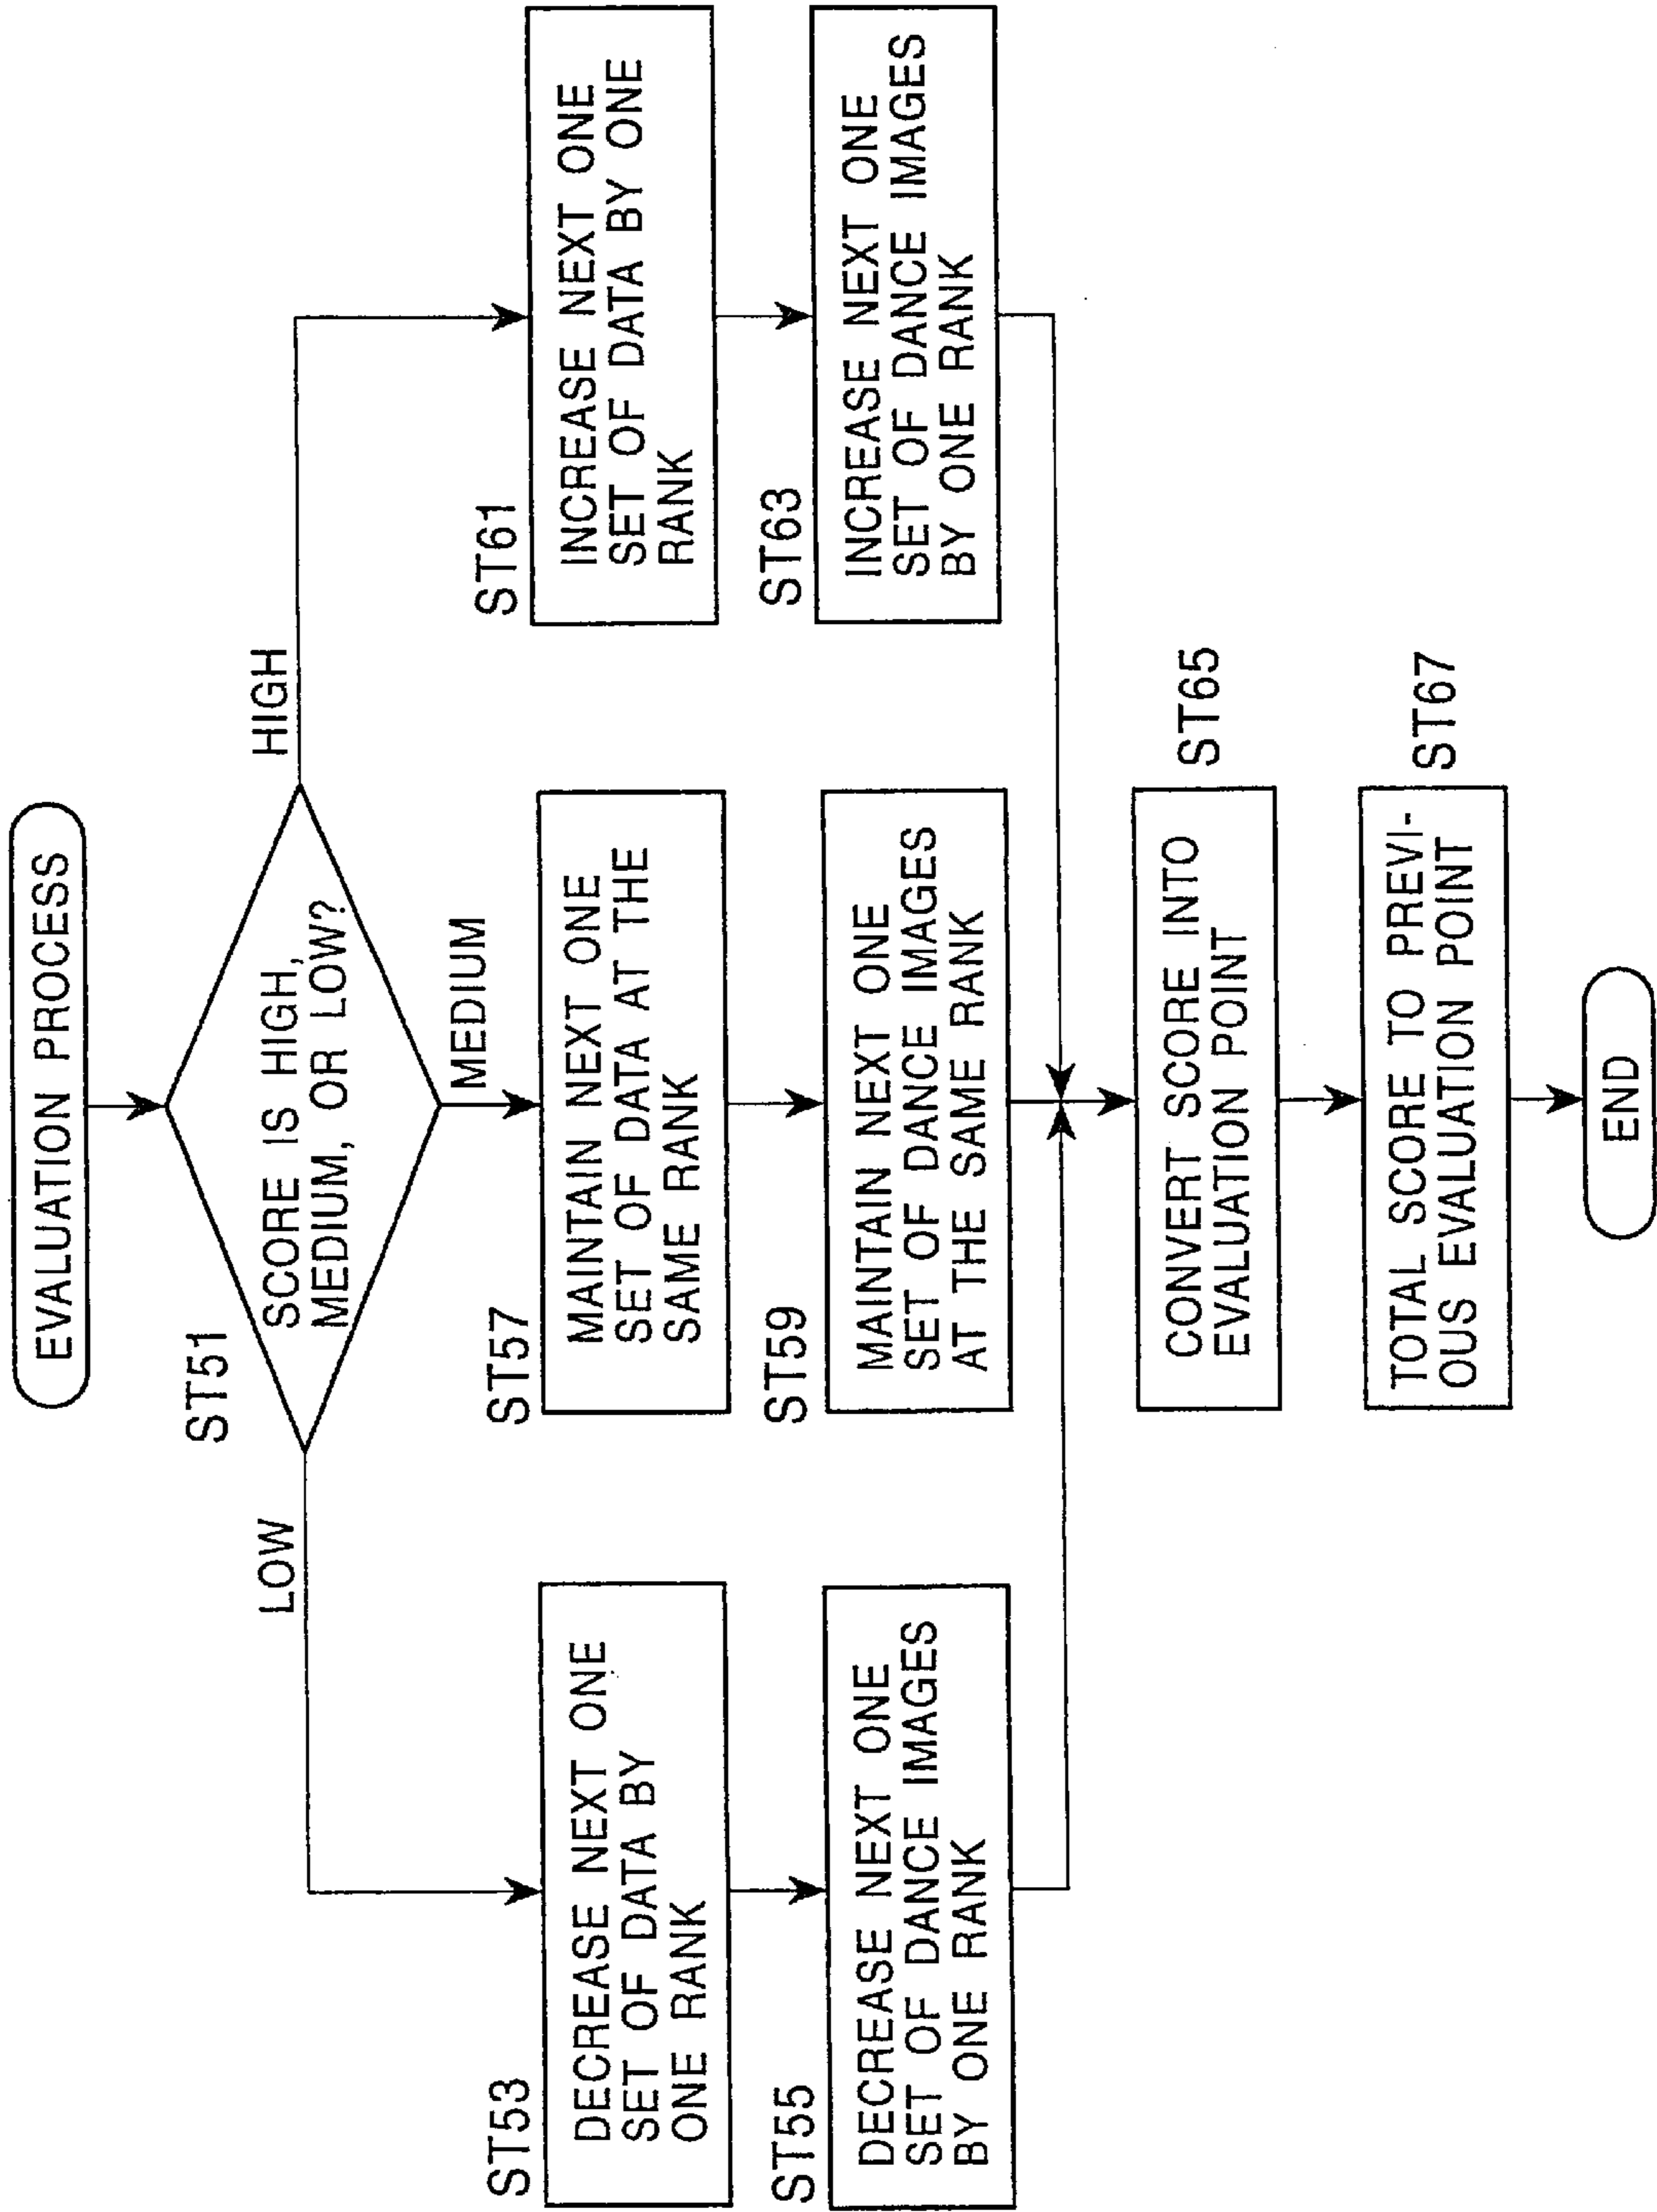 EVALUATION PROCESS
ST51
SCORE IS HIGH,
MEDIUM, OR LOW?
LOW
MEDIUM
HIGH
ST53
DECREASE NEXT ONE
SET OF DATA BY
ONE RANK
ST55
DECREASE NEXT ONE
SET OF DANCE IMAGES
BY ONE RANK
ST57
MAINTAIN NEXT ONE
SET OF DATA AT THE
SAME RANK
ST59
MAINTAIN NEXT ONE
SET OF DANCE IMAGES
AT THE SAME RANK
ST61
INCREASE NEXT ONE
SET OF DATA BY ONE
RANK
ST63
INCREASE NEXT ONE
SET OF DANCE IMAGES
BY ONE RANK
CONVERT SCORE INTO
EVALUATION POINT
ST65
TOTAL SCORE TO PREVI-
OUS EVALUATION POINT
ST67
END